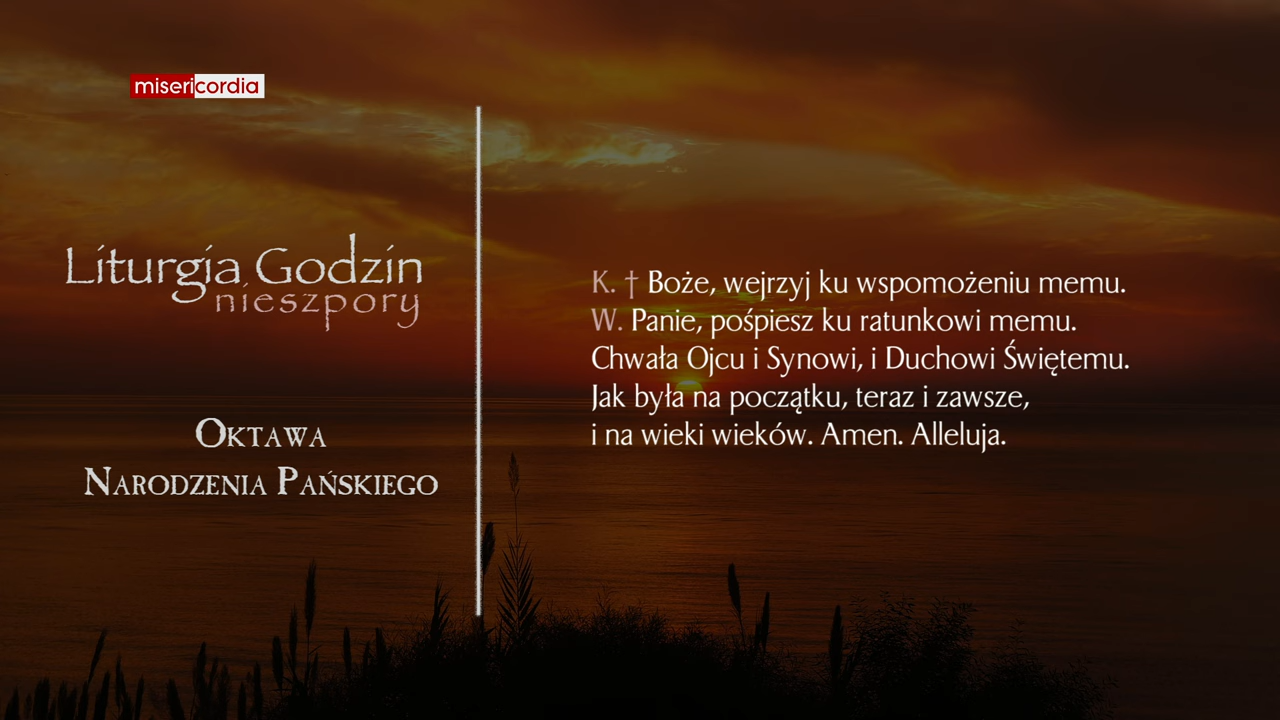 misericordia
Liturgia Godzin
nieszpory
Oktawa
Narodzenia Pańskiego
K. † Boże, wejrzyj ku wspomożeniu memu.
W. Panie, pośpiesz ku ratunkowi memu.
Chwała Ojcu i Synowi, i Duchowi Świętemu.
Jak była na początku, teraz i zawsze,
i na wieki wieków. Amen. Alleluja.